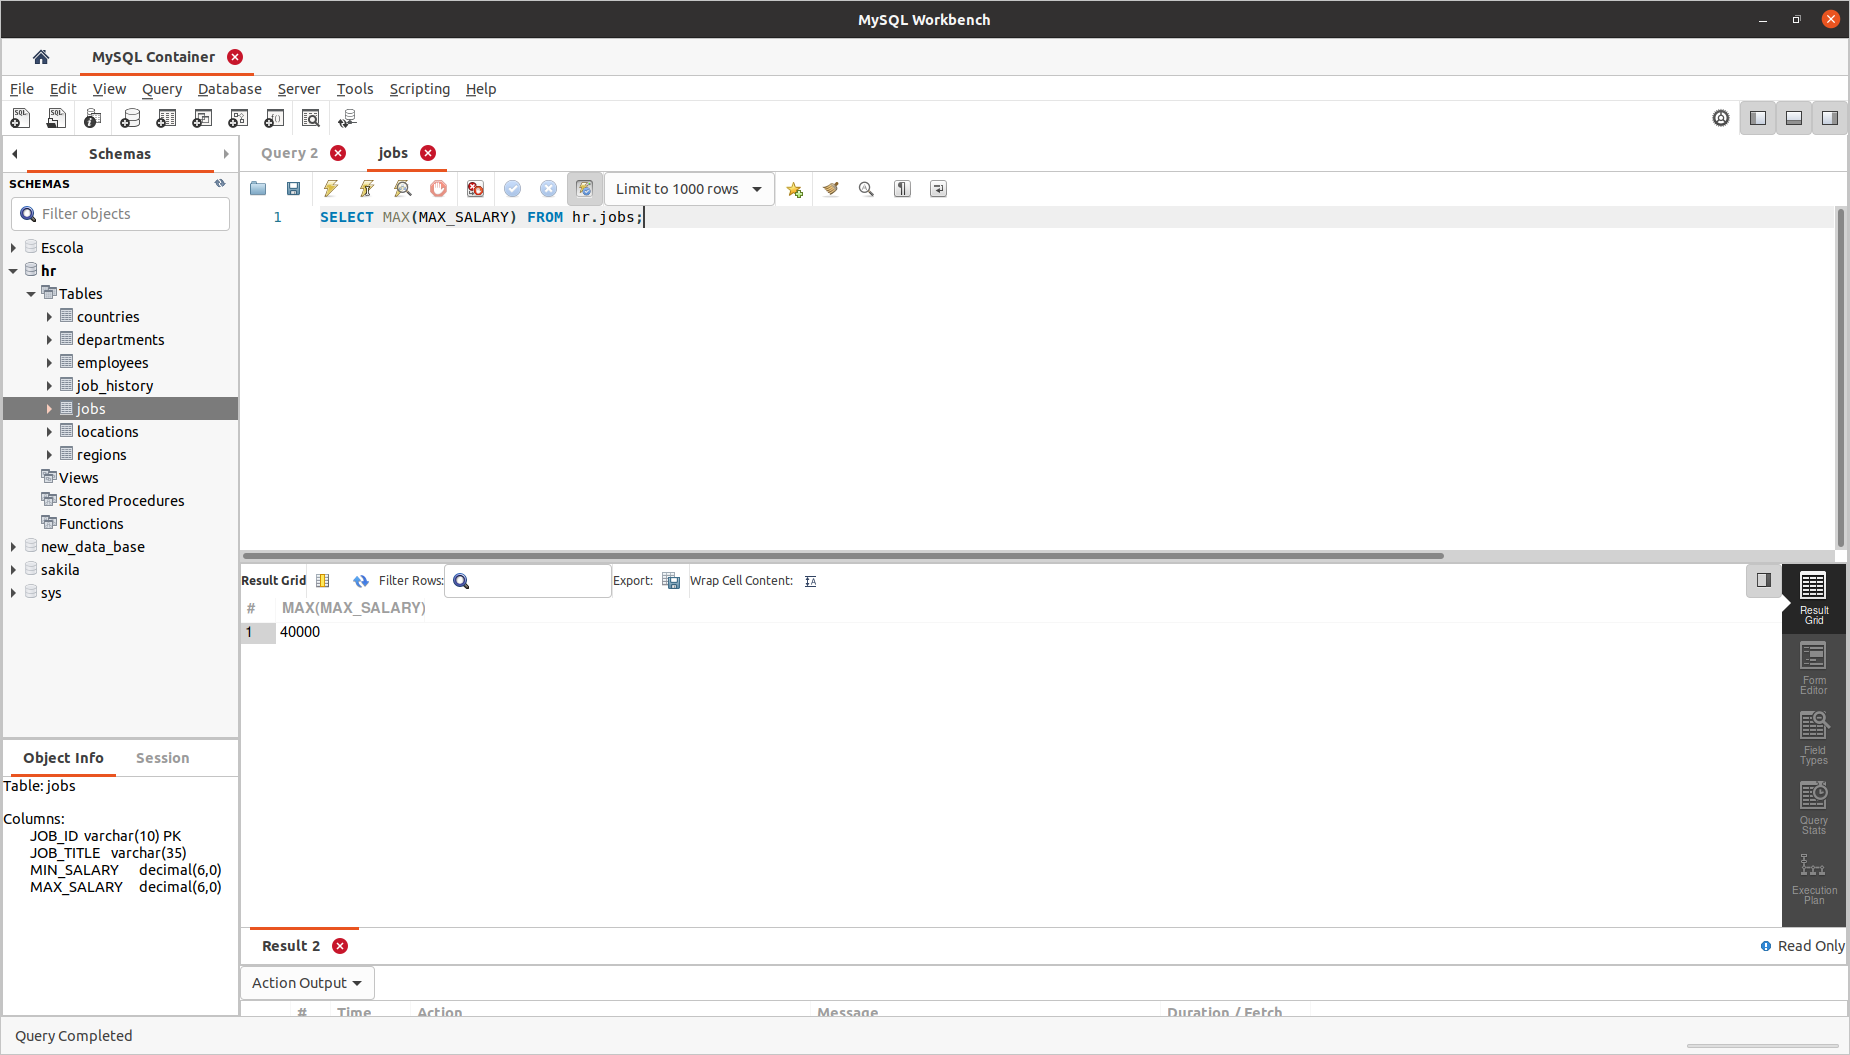 MySQL Workbench
MySQL Container
File Edit View Query Database Server Tools Scripting Help
Schemas
SCHEMAS
Filter objects
Escola
hr
Tables
countries
departments
employees
job_history
jobs
locations
regions
Views
Stored Procedures
Functions
new_data_base
sakila
sys
Object Info Session
Table: jobs
Columns:
JOB_ID varchar(10) PK
JOB_TITLE varchar(35)
MIN_SALARY decimal(6,0)
MAX_SALARY decimal(6,0)
Query 2 jobs
Limit to 1000 rows
1 SELECT MAX(MAX_SALARY) FROM hr.jobs;
Result Grid Filter Rows: Export: Wrap Cell Content:
# MAX(MAX_SALARY)
1 40000
Result
Grid
Form
Editor
Field
Types
Query
Stats
Execution
Plan
Result 2 Read Only
Action Output
# Time Action Message Duration / Fetch
Query Completed